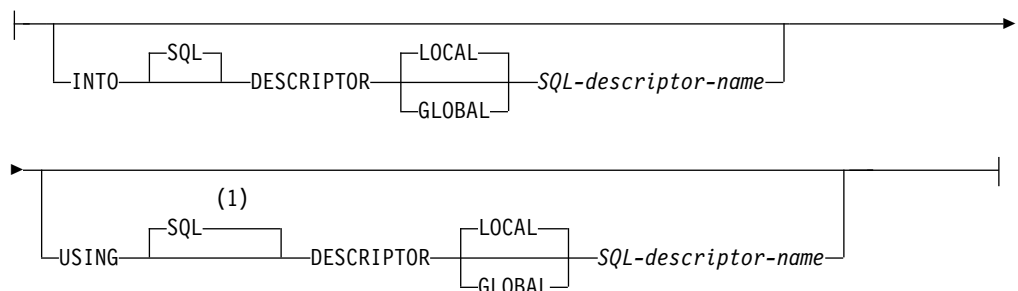 SQL LOCAL
INTO DESCRIPTOR SQL-descriptor-name
GLOBAL
(1)
SQL LOCAL
USING DESCRIPTOR SQL-descriptor-name
GLOBAL